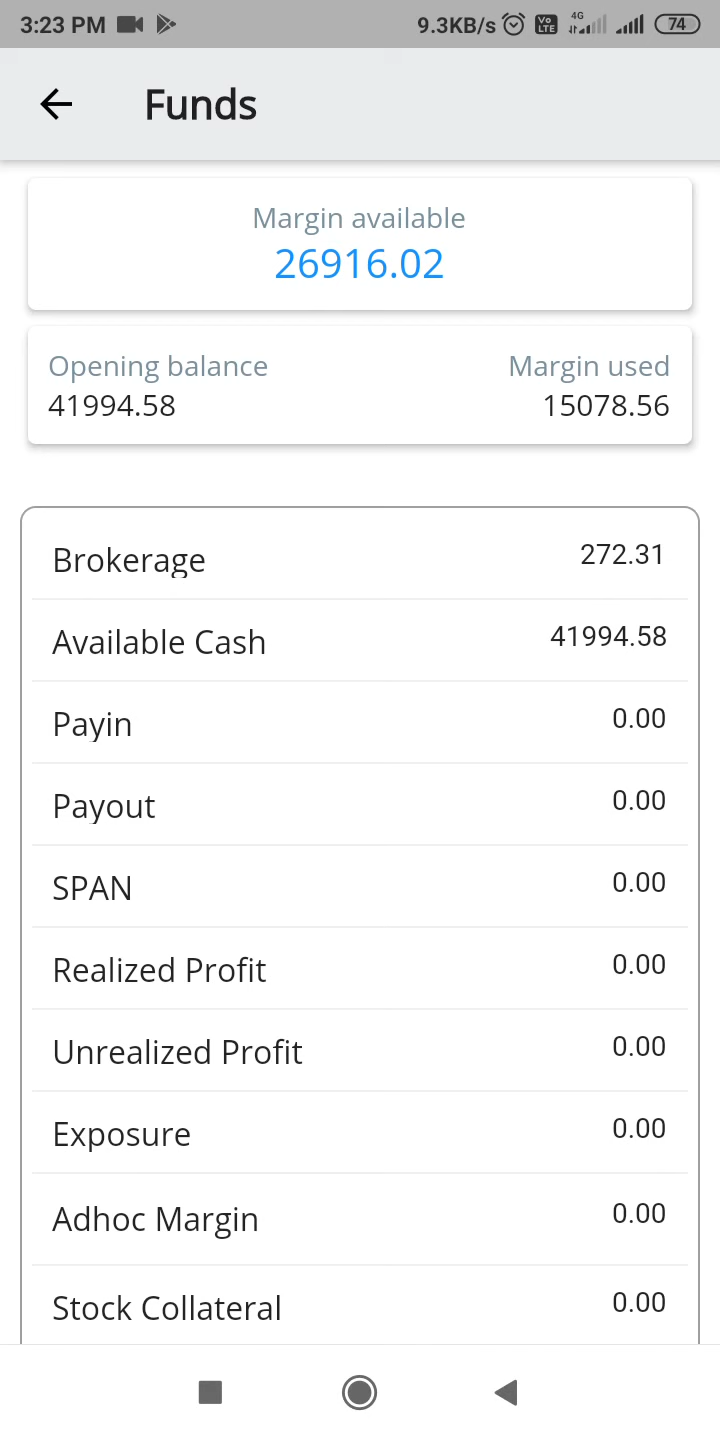 3:23 PM 9.3KB/s Vo LTE 4G 74
Funds
Margin available
26916.02
Opening balance Margin used
41994.58 15078.56
Brokerage 272.31
Available Cash 41994.58
Payin 0.00
Payout 0.00
SPAN 0.00
Realized Profit 0.00
Unrealized Profit 0.00
Exposure 0.00
Adhoc Margin 0.00
Stock Collateral 0.00